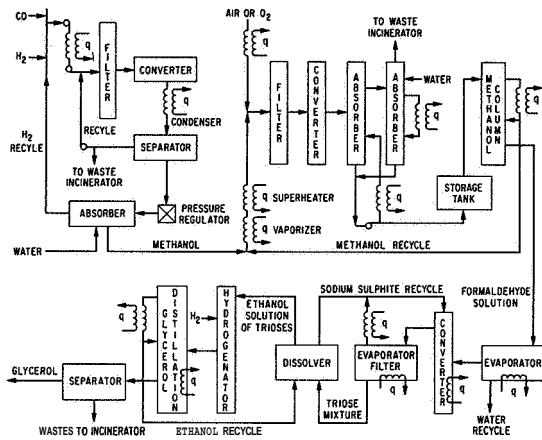 CO
H2
H2 RECYLE
q
FILTER
CONVERTER
q
CONDENSER
RECYLE
SEPARATOR
TO WASTE
INCINERATOR
ABSORBER
PRESSURE
REGULATOR
WATER
METHANOL
AIR OR O2
q
FILTER
CONVERTER
ABSORBER
ABSORBER
TO WASTE
INCINERATOR
WATER
q
q
q
SUPERHEATER
q
VAPORIZER
METHANOL RECYCLE
STORAGE
TANK
METHANOL
COLUMN
q
FORMALDEHYDE
SOLUTION
SODIUM SULPHITE RECYCLE
q
ETHANOL
SOLUTION
OF TRIOSES
H2
HYDROGENATOR
GLYCEROL
DISTILLATION
q
q
DISSOLVER
EVAPORATOR
FILTER
q
CONVERTER
q
EVAPORATOR
q
GLYCEROL
SEPARATOR
TRIOSE
MIXTURE
WATER
RECYCLE
WASTES TO INCINERATOR
ETHANOL RECYCLE